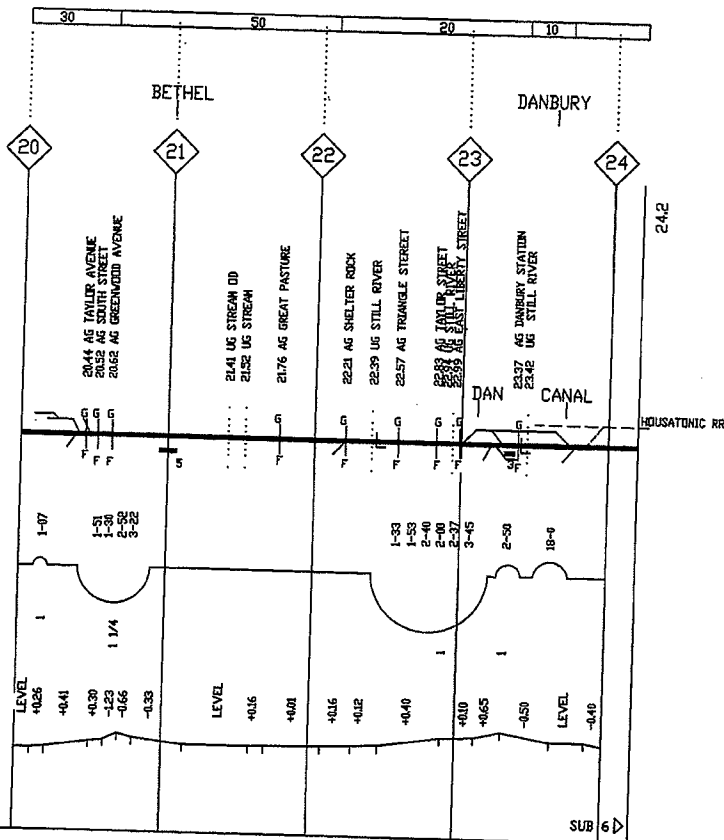 30 50 20 10
BETHEL
DANBURY
20 21 22 23 24
24.2
20.44 AG TAYLOR AVENUE
20.52 AG SOUTH STREET
20.62 AG GREENWOOD AVENUE
21.41 UG STREAM OD
21.52 UG STREAM
21.76 AG GREAT PASTURE
22.21 AG SHELTER ROCK
22.39 UG STILL RIVER
22.57 AG TRIANGLE STEREET
22.83 AG TAYLOR STREET
UG STILL RIVER
22.99 AG EAST LIBERTY STREET
23.37 AG DANBURY STATION
23.42 UG STILL RIVER
DAN
CANAL
HOUSATONIC RR
G G G G G G G G G
F F F F F F F F F
5 3
1-07
1-51
1-30
2-52
3-22
1-33
1-53
2-40
2-00
2-37
3-45
2-50
18-0
1
1 1/4
1
1
LEVEL
+0.26
+0.41
+0.30
-1.23
-0.66
-0.33
LEVEL
+0.16
+0.01
+0.16
+0.12
+0.40
+0.10
+0.65
-0.50
LEVEL
-0.40
SUB 6